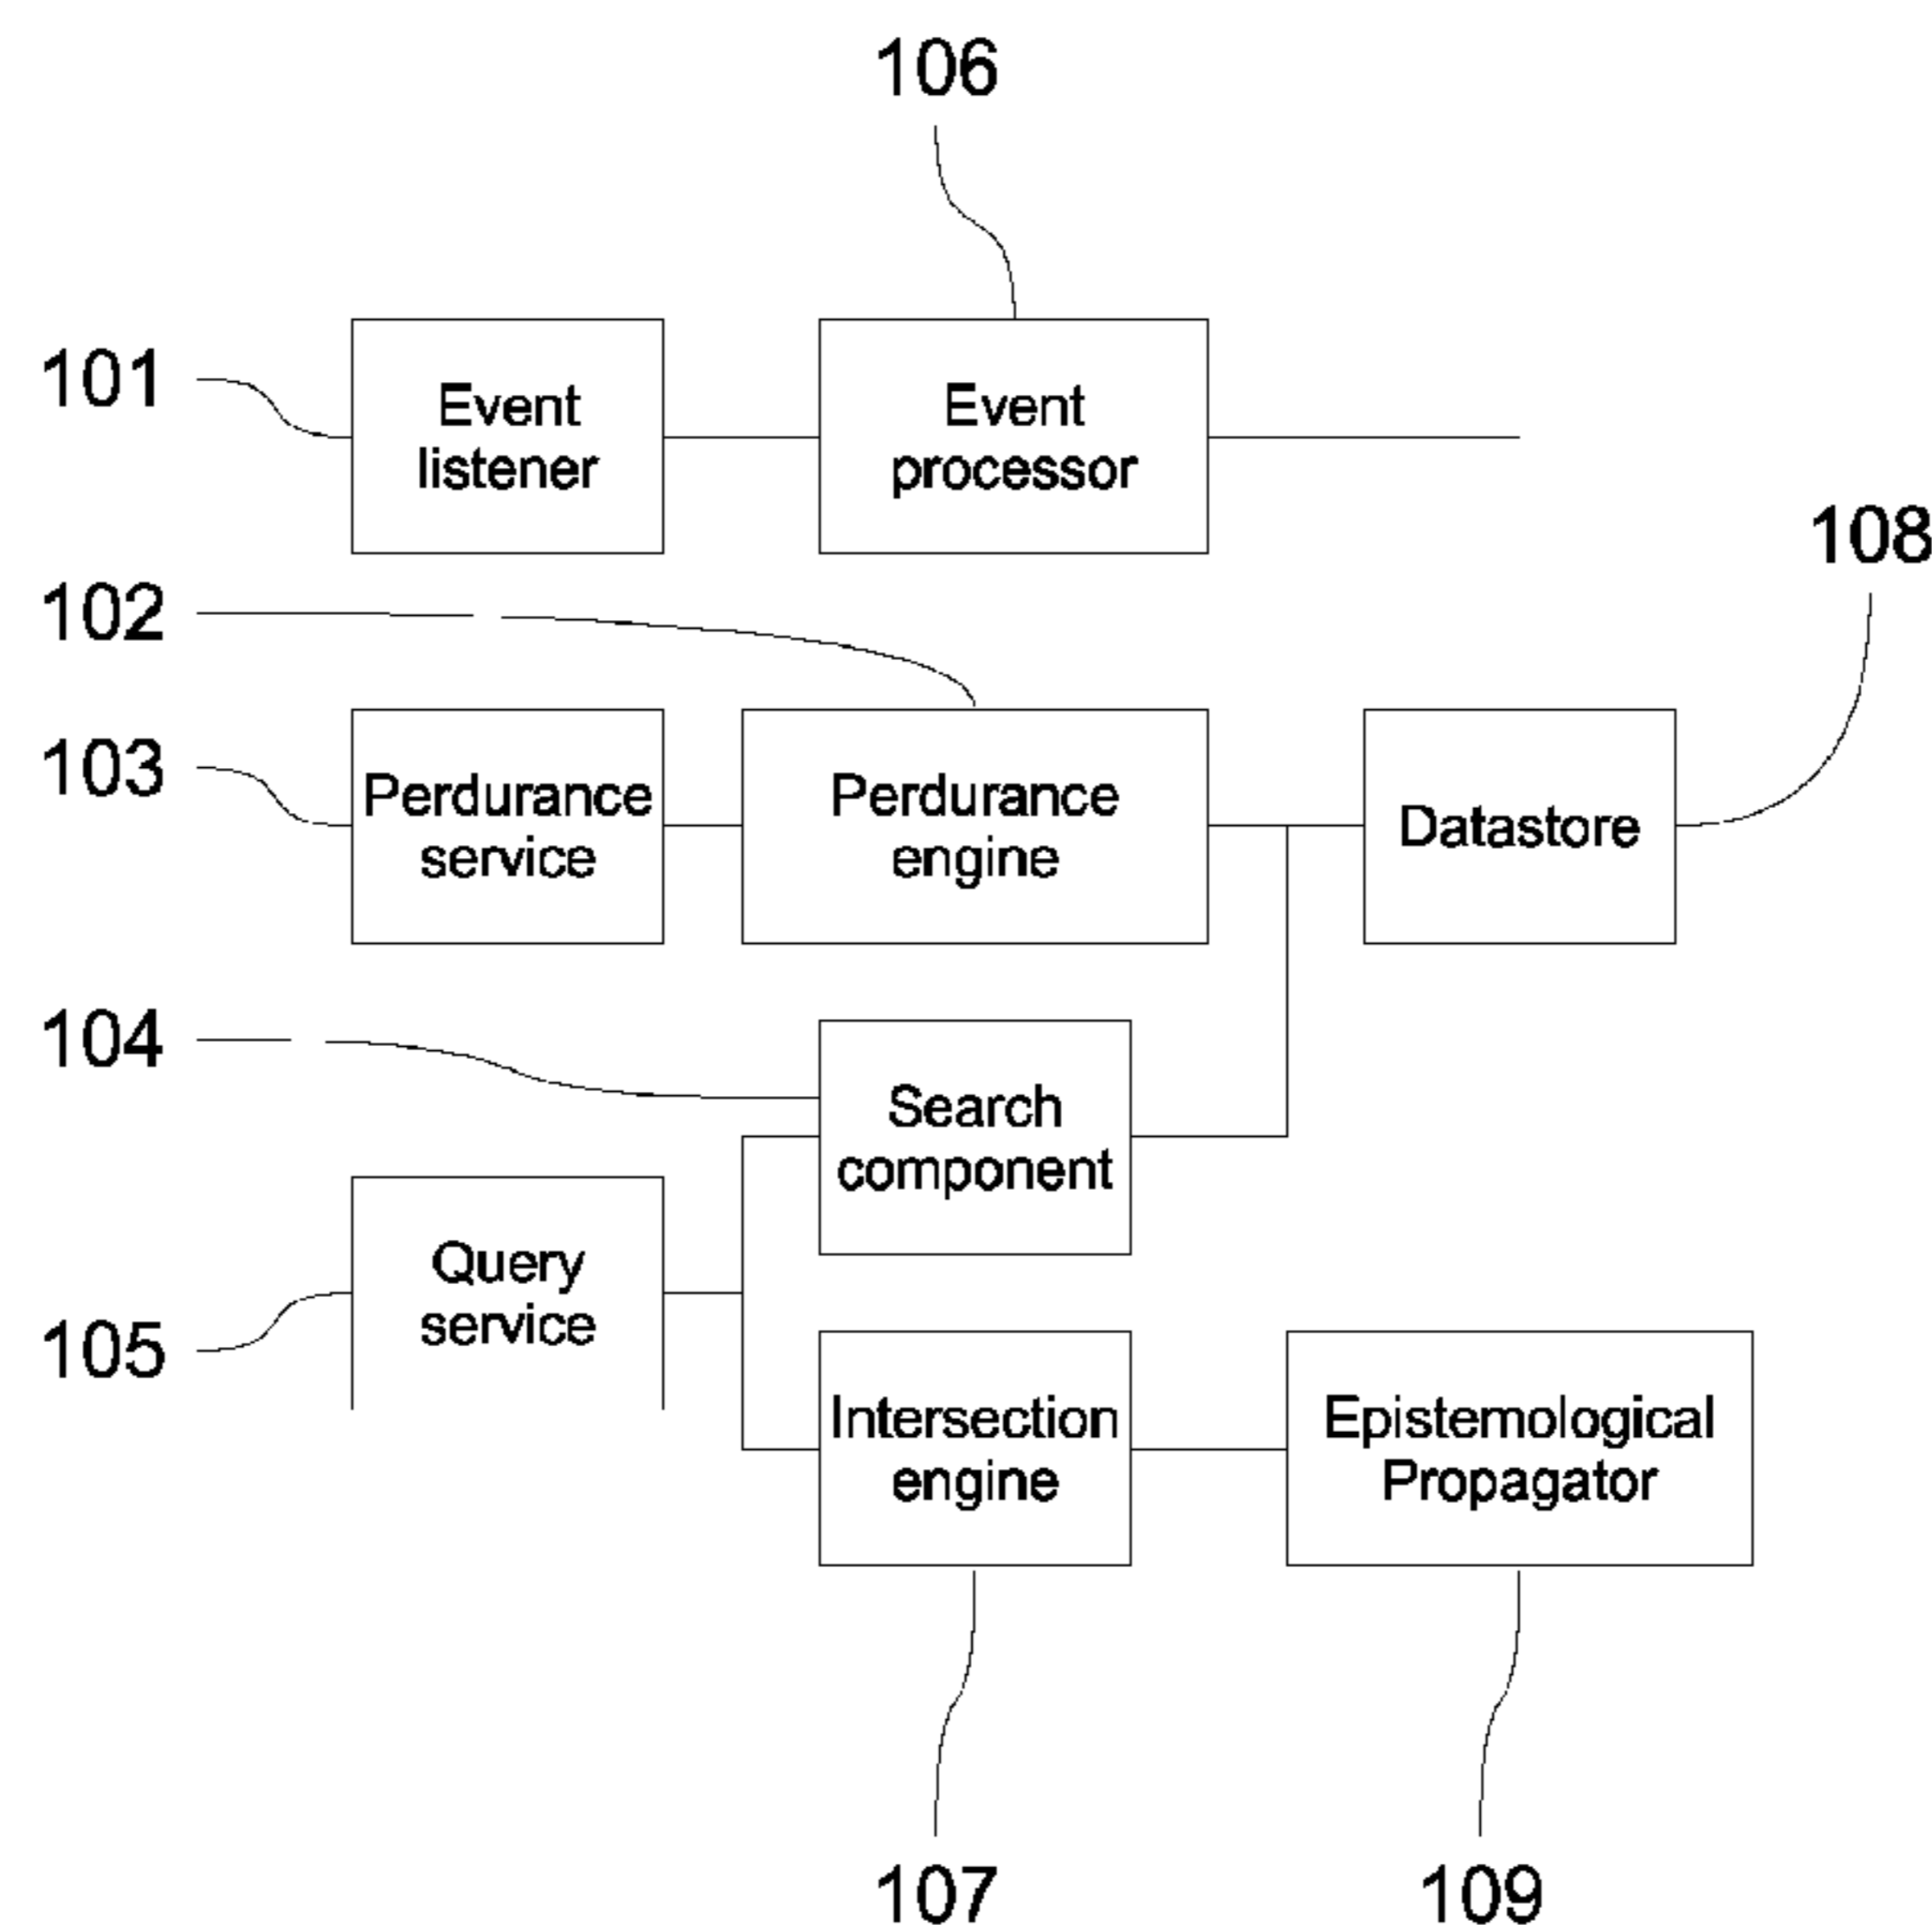 106
101
Event
listener
Event
processor
108
102
103
Perdurance
service
Perdurance
engine
Datastore
104
Search
component
Query
service
105
Intersection
engine
Epistemological
Propagator
107
109